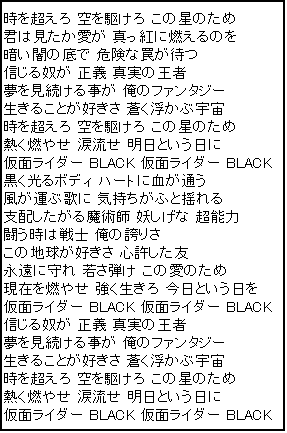 時を超えろ 空を駆けろ この星のため
君は見たか愛が 真っ紅に燃えるのを
暗い闇の底で 危険な罠が待つ
信じる奴が 正義 真実の王者
夢を見続ける事が 俺のファンタジー
生きることが好きさ 蒼く浮かぶ宇宙
時を超えろ 空を駆けろ この星のため
熱く燃やせ 涙流せ 明日という日に
仮面ライダー BLACK 仮面ライダー BLACK
黒く光るボディ ハートに血が通う
風が運ぶ歌に 気持ちがふと揺れる
支配したがる魔術師 妖しげな 超能力
闘う時は戦士 俺の誇りさ
この地球が好きさ 心許した友
永遠に守れ 若さ弾け この愛のため
現在を燃やせ 強く生きろ 今日という日を
仮面ライダー BLACK 仮面ライダー BLACK
信じる奴が 正義 真実の王者
夢を見続ける事が 俺のファンタジー
生きることが好きさ 蒼く浮かぶ宇宙
時を超えろ 空を駆けろ この星のため
熱く燃やせ 涙流せ 明日という日に
仮面ライダー BLACK 仮面ライダー BLACK